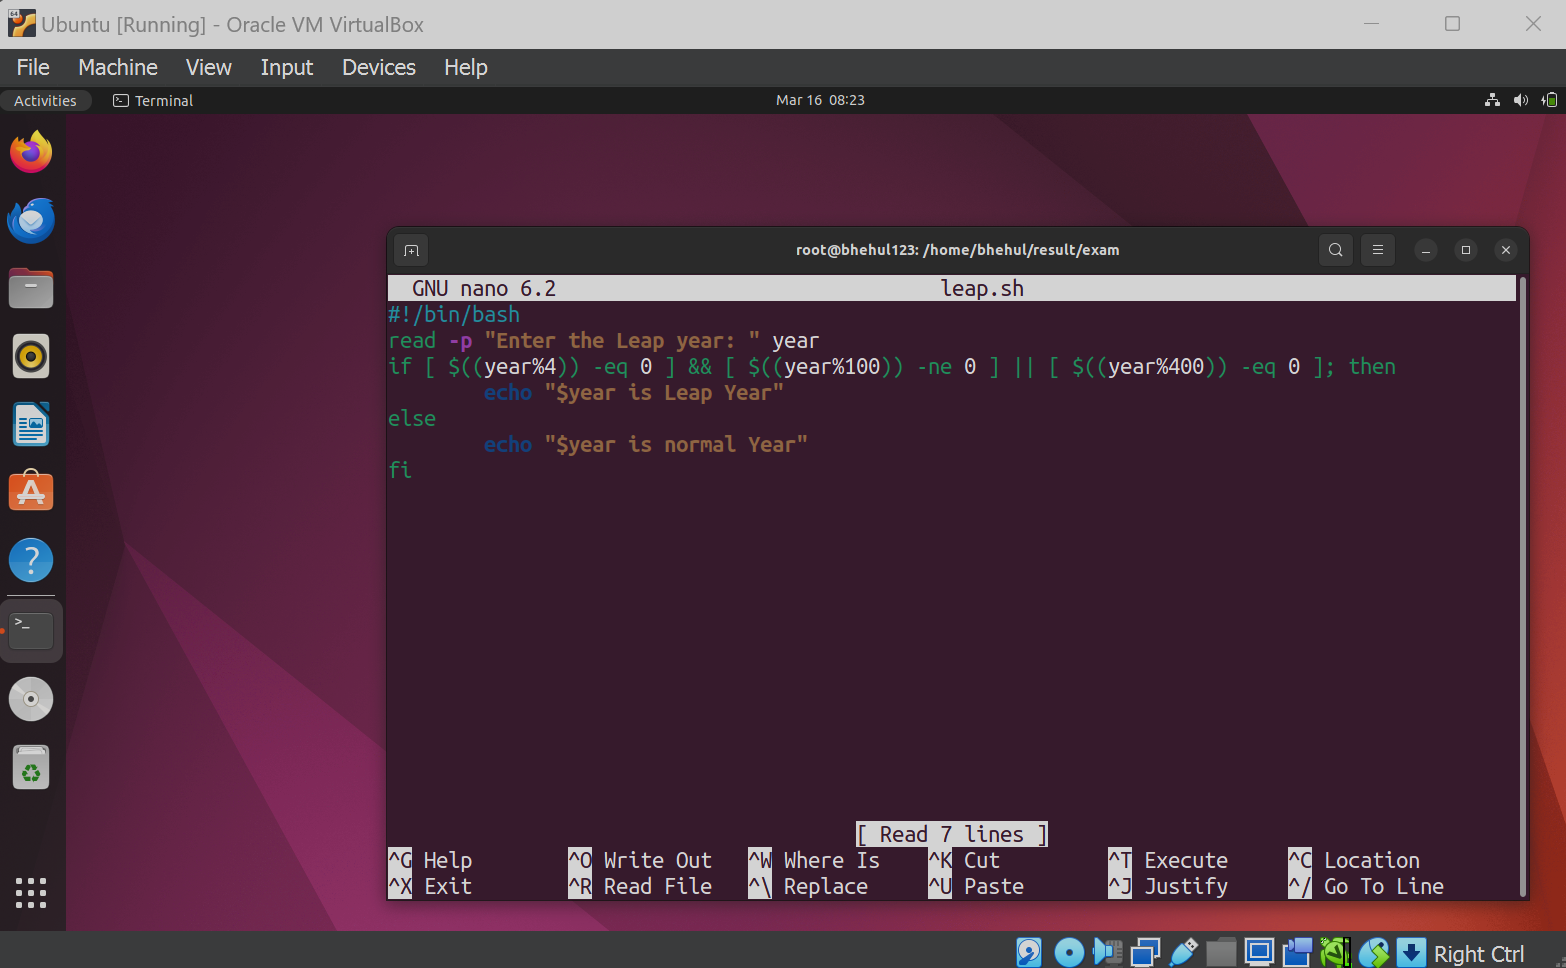 Ubuntu [Running] - Oracle VM VirtualBox
File Machine View Input Devices Help
Activities Terminal Mar 16 08:23
root@bhehul123: /home/bhehul/result/exam
GNU nano 6.2 leap.sh
#!/bin/bash
read -p "Enter the Leap year: " year
if [ $((year%4)) -eq 0 ] && [ $((year%100)) -ne 0 ] || [ $((year%400)) -eq 0 ]; then
echo "$year is Leap Year"
else
echo "$year is normal Year"
fi
[ Read 7 lines ]
^G Help ^O Write Out ^W Where Is ^K Cut ^T Execute ^C Location
^X Exit ^R Read File ^\ Replace ^U Paste ^J Justify ^/ Go To Line
Right Ctrl